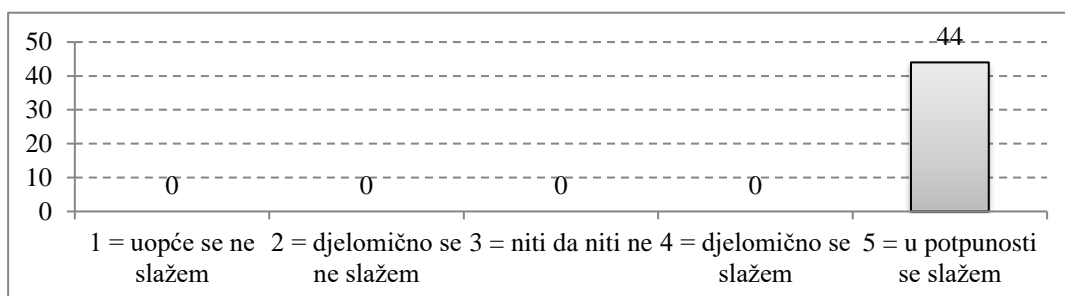 44
50
40
30
20
10
0
0 0 0 0
1 = uopće se ne 2 = djelomično se 3 = niti da niti ne 4 = djelomično se 5 = u potpunosti
slažem ne slažem slažem se slažem